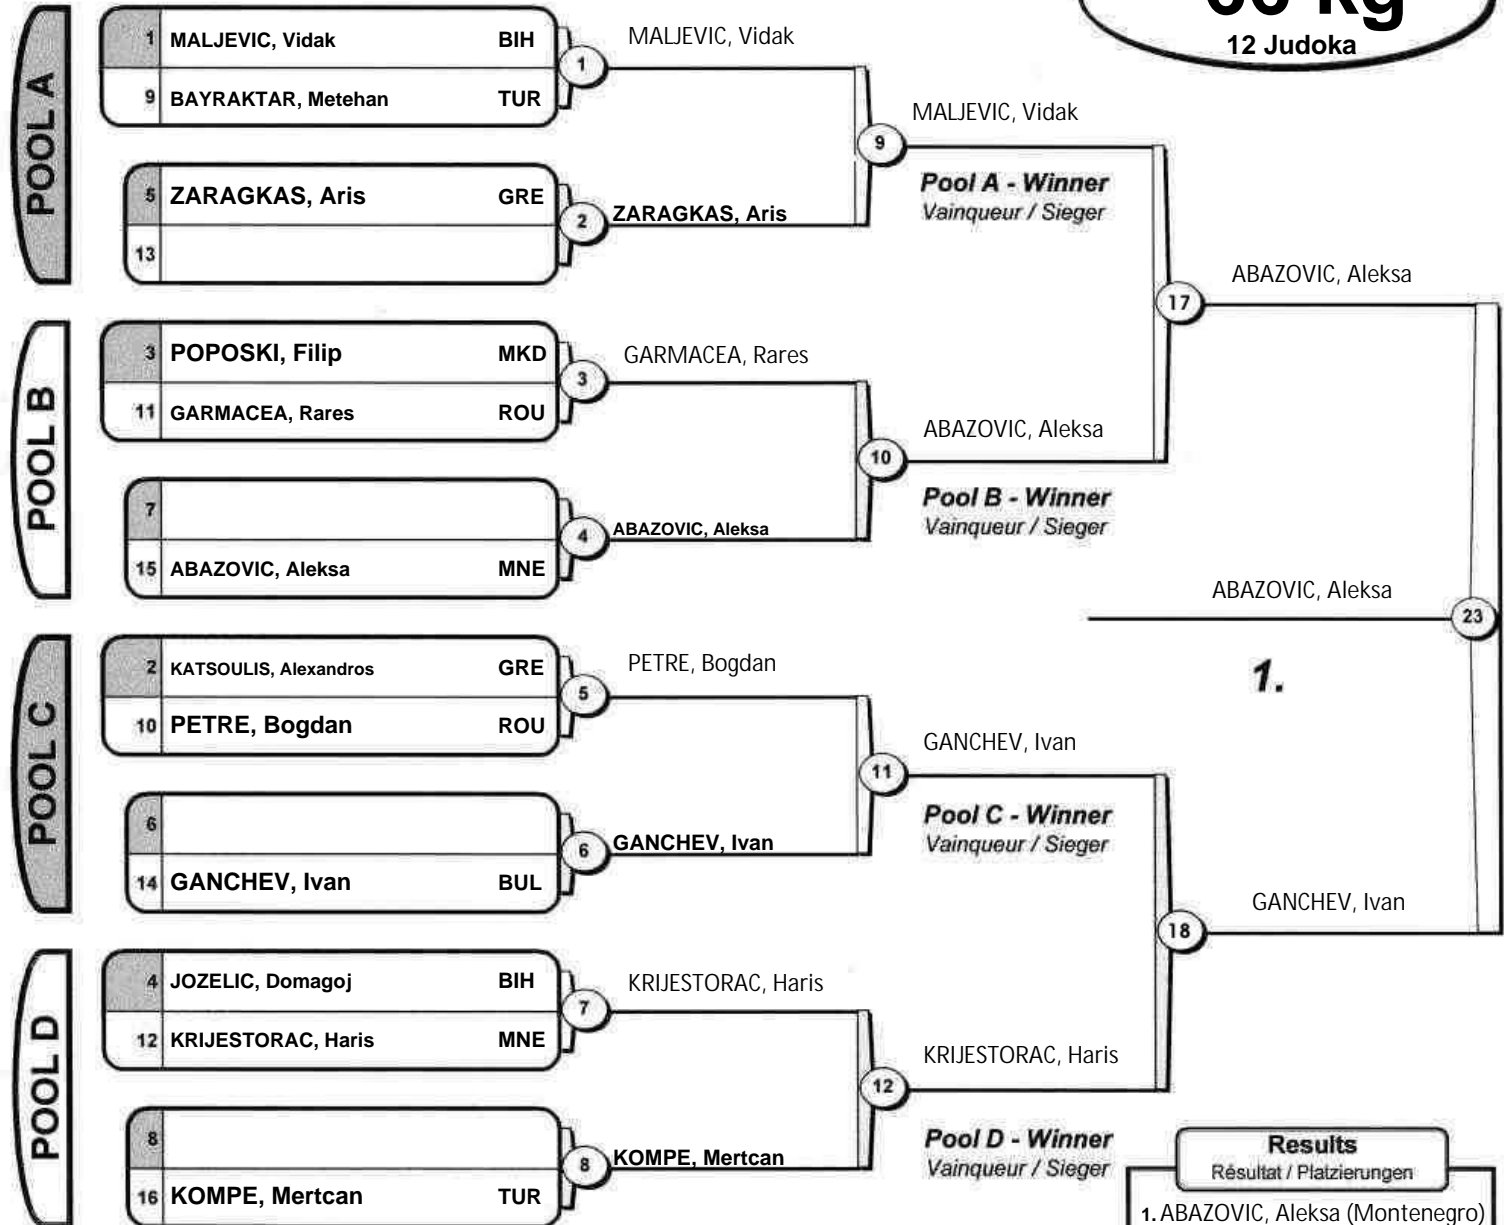 12 Judoka
POOL A
1 MALJEVIC, Vidak BIH
9 BAYRAKTAR, Metehan TUR
1
MALJEVIC, Vidak
5 ZARAGKAS, Aris GRE
13
2
ZARAGKAS, Aris
9
MALJEVIC, Vidak
Pool A - Winner
Vainqueur / Sieger
POOL B
3 POPOSKI, Filip MKD
11 GARMACEA, Rares ROU
3
GARMACEA, Rares
7
15 ABAZOVIC, Aleksa MNE
4
ABAZOVIC, Aleksa
10
ABAZOVIC, Aleksa
Pool B - Winner
Vainqueur / Sieger
17
ABAZOVIC, Aleksa
POOL C
2 KATSOULIS, Alexandros GRE
10 PETRE, Bogdan ROU
5
PETRE, Bogdan
6
14 GANCHEV, Ivan BUL
6
GANCHEV, Ivan
11
GANCHEV, Ivan
Pool C - Winner
Vainqueur / Sieger
POOL D
4 JOZELIC, Domagoj BIH
12 KRIJESTORAC, Haris MNE
7
KRIJESTORAC, Haris
8
16 KOMPE, Mertcan TUR
8
KOMPE, Mertcan
12
KRIJESTORAC, Haris
Pool D - Winner
Vainqueur / Sieger
18
GANCHEV, Ivan
23
ABAZOVIC, Aleksa
1.
Results
Résultat / Platzierungen
1. ABAZOVIC, Aleksa (Montenegro)